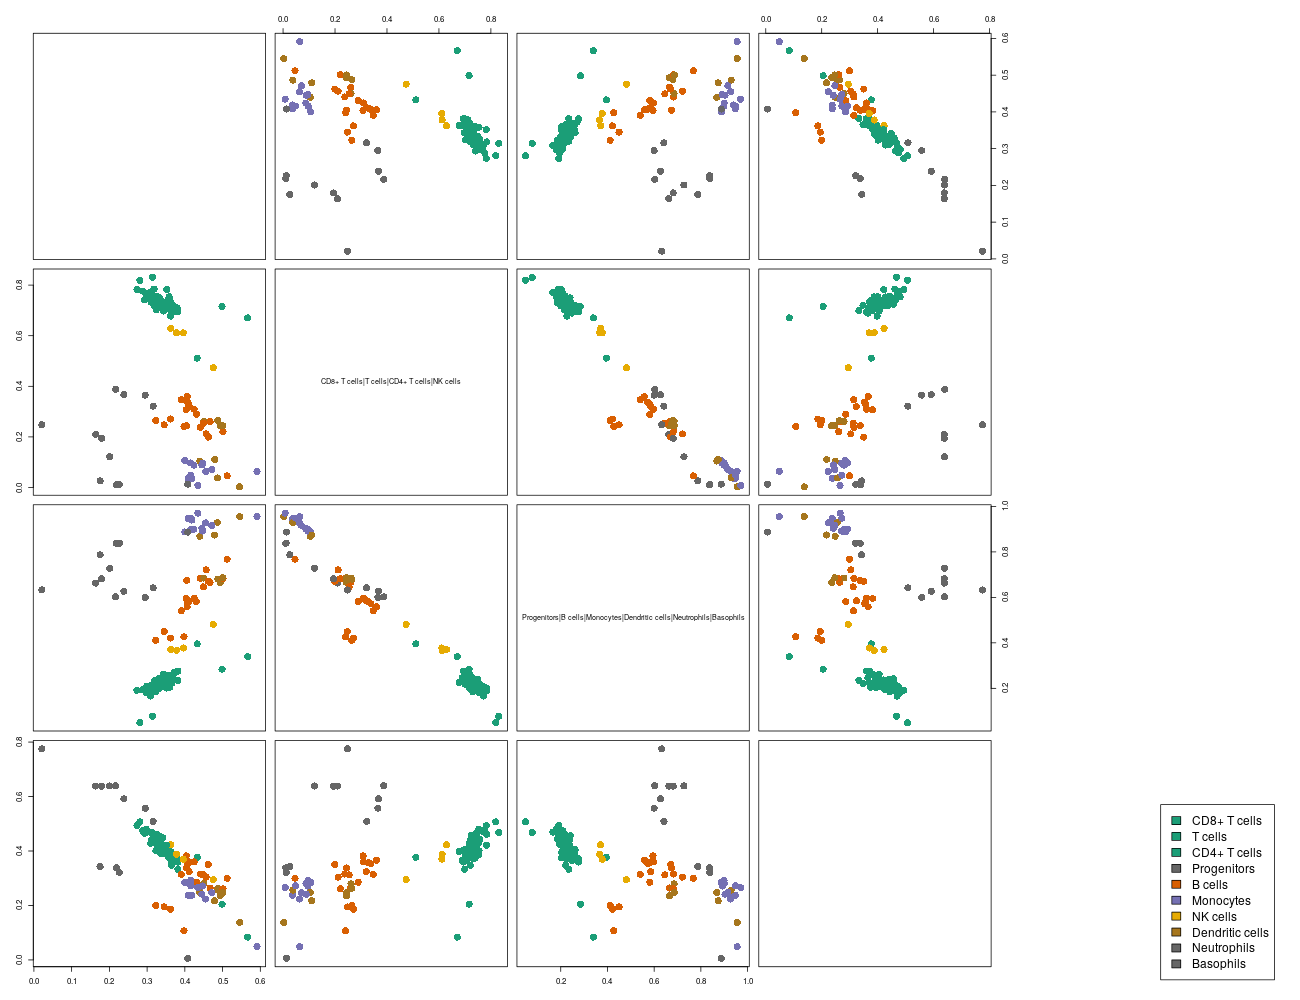 0.0 0.2 0.4 0.6 0.8 0.0 0.2 0.4 0.6 0.8
0.0 0.1 0.2 0.3 0.4 0.5 0.6
0.0 0.2 0.4 0.6 0.8
CD8+ T cells|T cells|CD4+ T cells|NK cells
Progenitors|B cells|Monocytes|Dendritic cells|Neutrophils|Basophils
0.2 0.4 0.6 0.8 1.0
0.0 0.2 0.4 0.6 0.8
0.0 0.1 0.2 0.3 0.4 0.5 0.6 0.2 0.4 0.6 0.8 1.0
CD8+ T cells
T cells
CD4+ T cells
Progenitors
B cells
Monocytes
NK cells
Dendritic cells
Neutrophils
Basophils